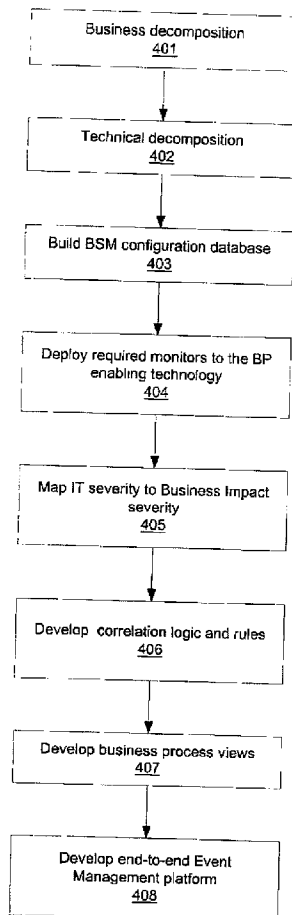 Business decomposition
401
Technical decomposition
402
Build BSM configuration database
403
Deploy required monitors to the BP
enabling technology
404
Map IT severity to Business Impact
severity
405
Develop correlation logic and rules
406
Develop business process views
407
Develop end-to-end Event
Management platform
408